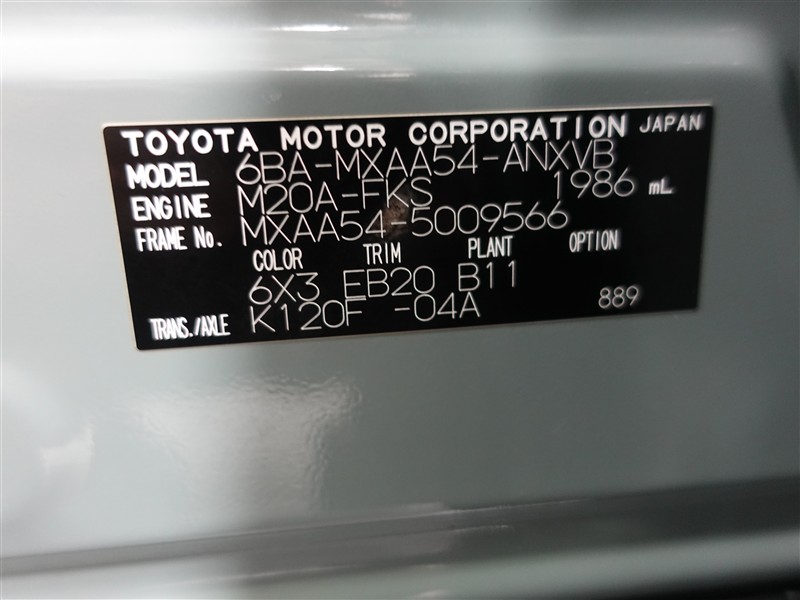 TOYOTA MOTOR CORPORATION JAPAN
MODEL 6BA-MXAA54-ANXVB
ENGINE M20A-FKS 1986 mL
FRAME No. MXAA54-5009566
COLOR TRIM PLANT OPTION
6X3 EB20 B11
TRANS./AXLE K120F -04A 889